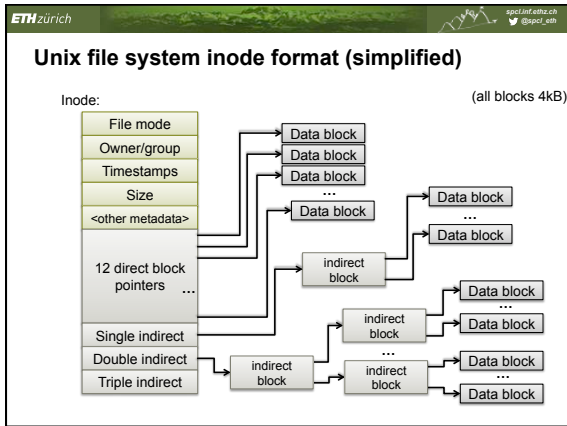 ETH zürich
spcl.inf.ethz.ch
@spcl_eth
Unix file system inode format (simplified)
Inode:
(all blocks 4kB)
File mode
Owner/group
Timestamps
Size
<other metadata>
12 direct block
pointers ...
Single indirect
Double indirect
Triple indirect
Data block
Data block
Data block
...
Data block
indirect
block
Data block
...
Data block
indirect
block
indirect
block
...
indirect
block
Data block
...
Data block
Data block
...
Data block